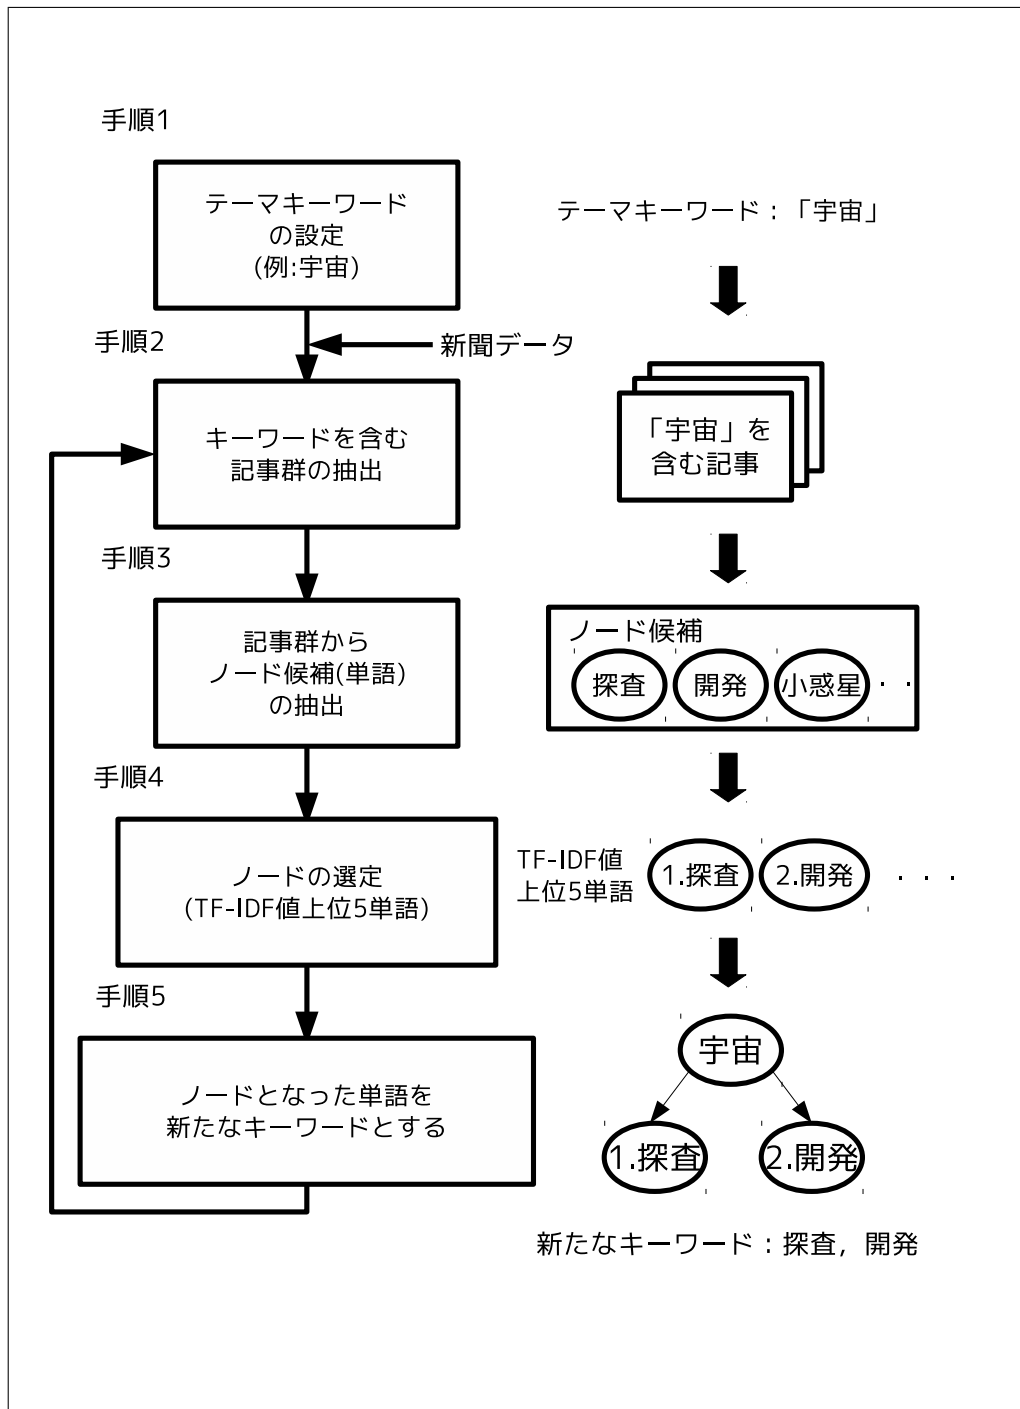 手順1
テーマキーワード
の設定
(例:宇宙)
手順2
新聞データ
キーワードを含む
記事群の抽出
手順3
記事群から
ノード候補(単語)
の抽出
手順4
ノードの選定
(TF-IDF値上位5単語)
手順5
ノードとなった単語を
新たなキーワードとする
テーマキーワード：「宇宙」
「宇宙」を
含む記事
ノード候補
探査 開発 小惑星 ・・
TF-IDF値
上位5単語
1.探査 2.開発 ・・・
宇宙
1.探査 2.開発
新たなキーワード：探査，開発